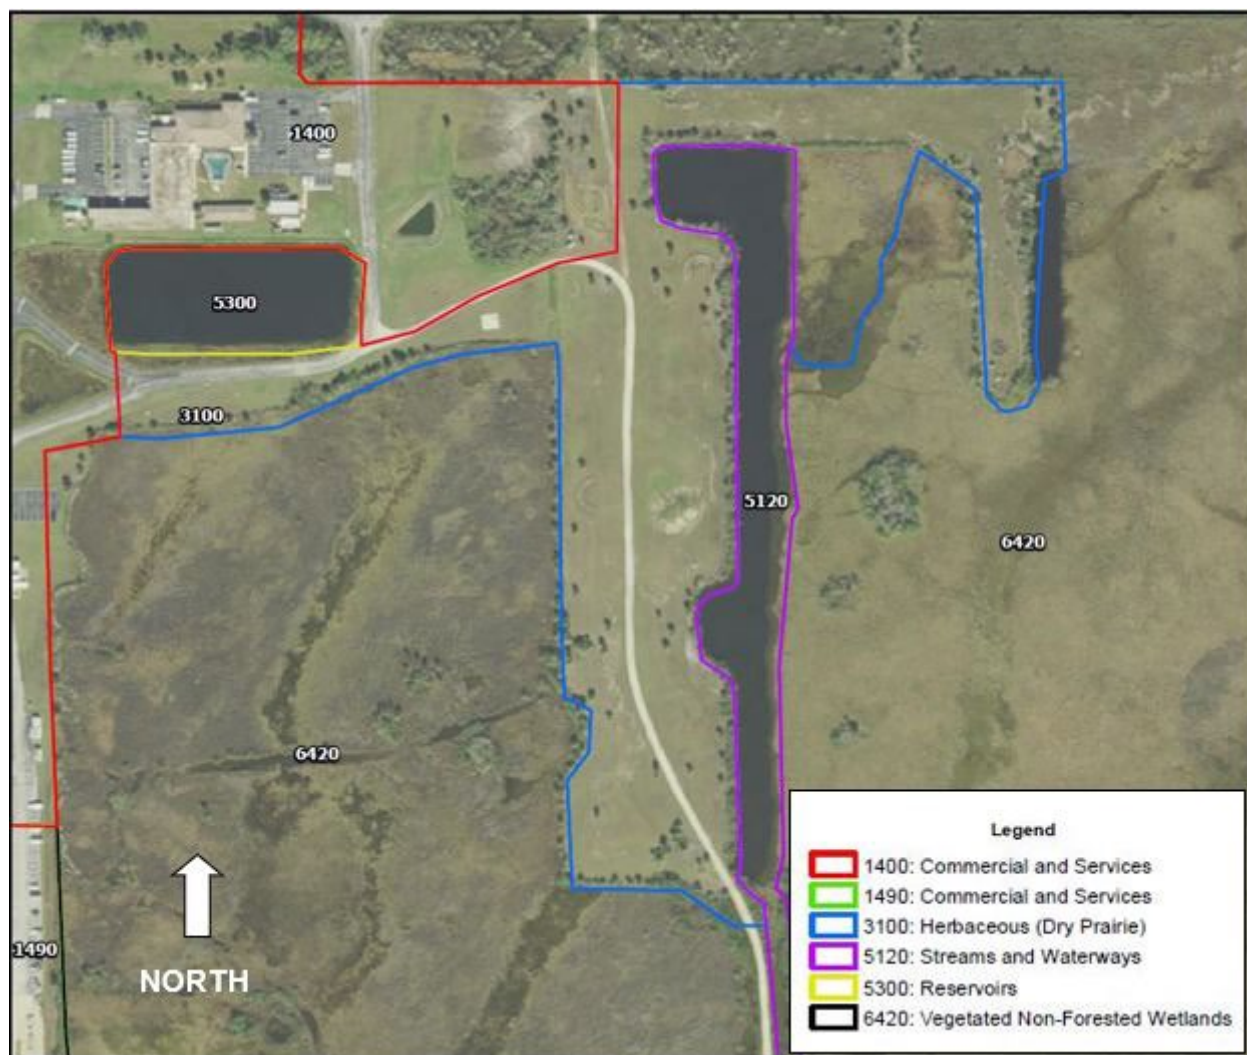 1400
5300
3100
5120
6420
6420
1490
NORTH
Legend
1400: Commercial and Services
1490: Commercial and Services
3100: Herbaceous (Dry Prairie)
5120: Streams and Waterways
5300: Reservoirs
6420: Vegetated Non-Forested Wetlands